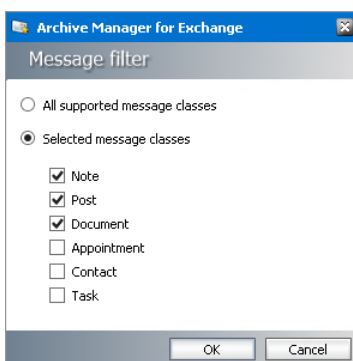 Archive Manager for Exchange
Message filter
All supported message classes
Selected message classes
Note
Post
Document
Appointment
Contact
Task
OK Cancel